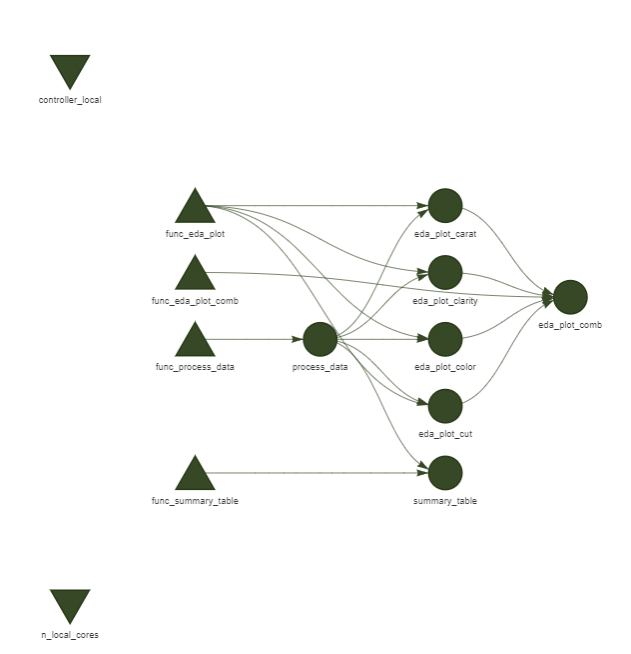 controller_local
func_eda_plot
eda_plot_carat
func_eda_plot_comb
eda_plot_clarity
eda_plot_comb
func_process_data
process_data
eda_plot_color
eda_plot_cut
func_summary_table
summary_table
n_local_cores